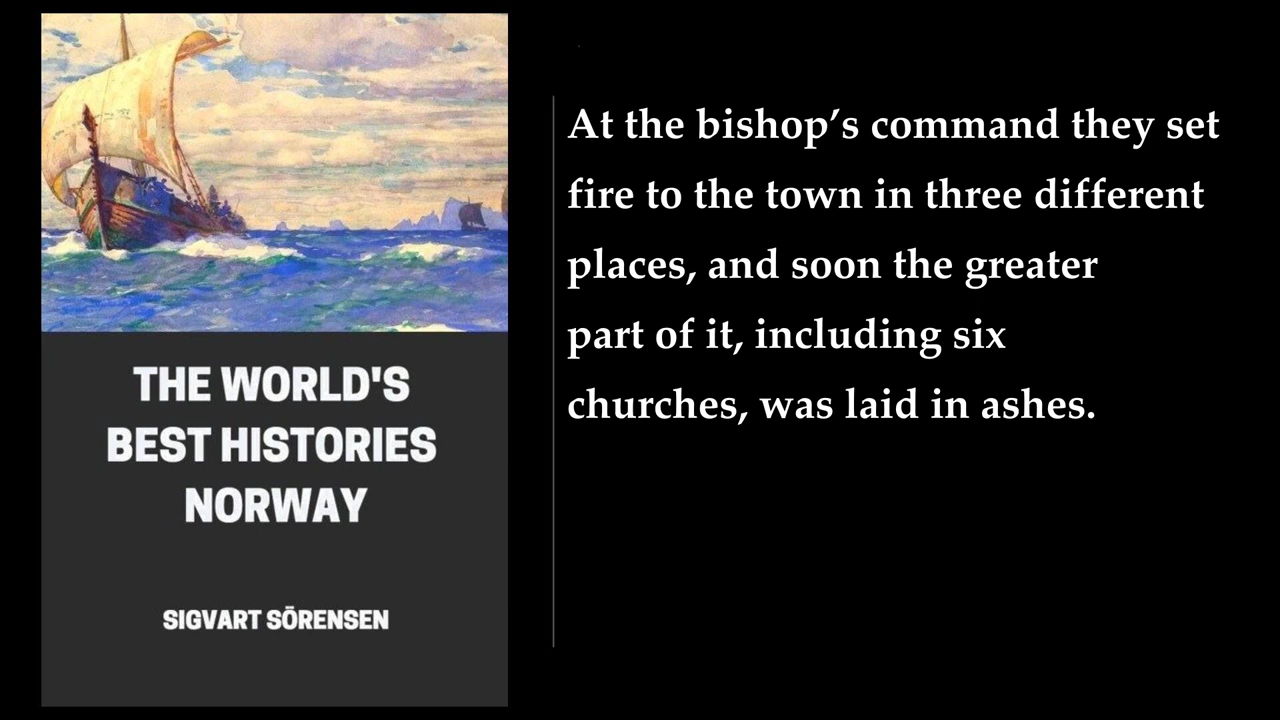 THE WORLD'S
BEST HISTORIES
NORWAY
SIGVART SÖRENSEN
At the bishop’s command they set
fire to the town in three different
places, and soon the greater
part of it, including six
churches, was laid in ashes.